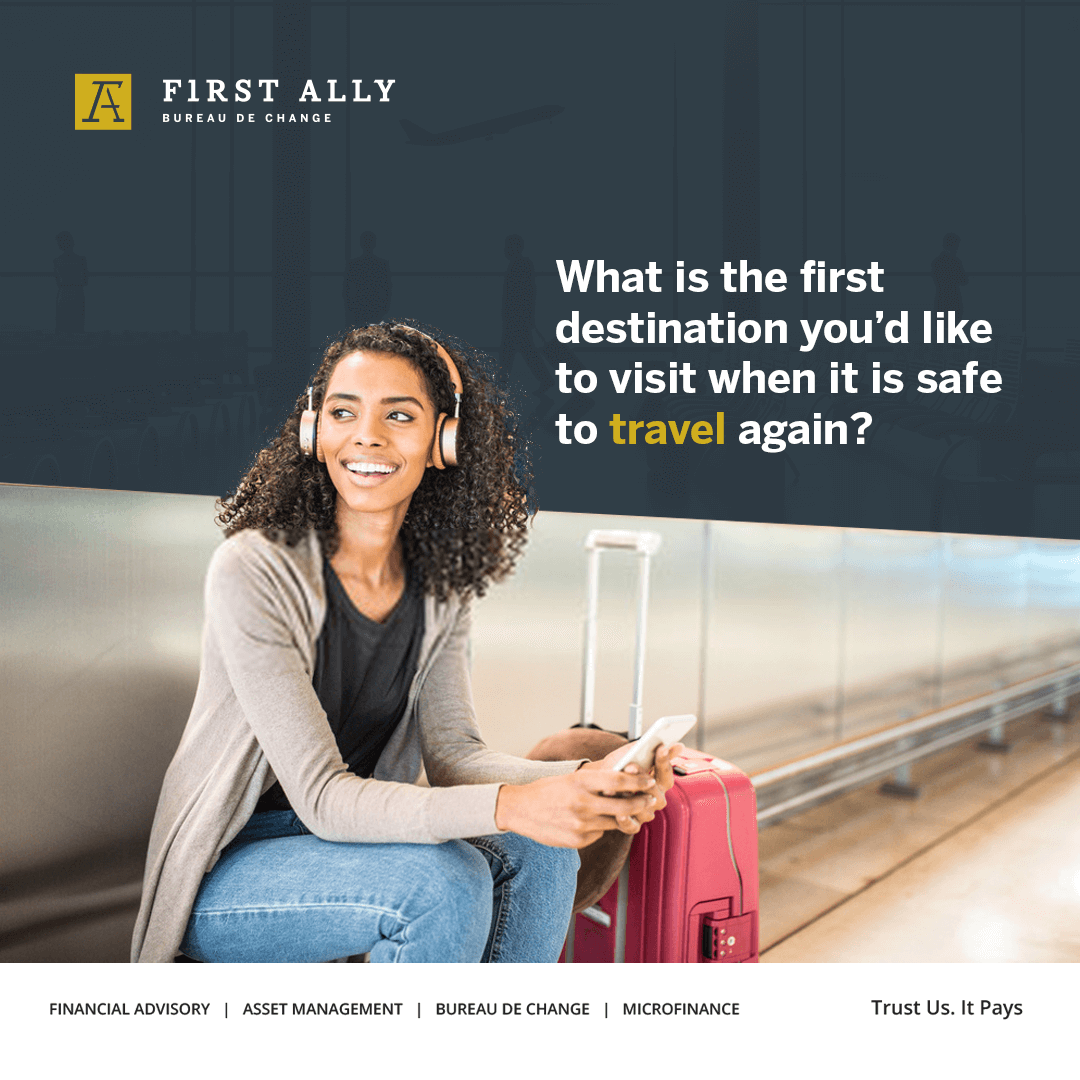 FIRST ALLY
BUREAU DE CHANGE
What is the first
destination you’d like
to visit when it is safe
to travel again?
FINANCIAL ADVISORY | ASSET MANAGEMENT | BUREAU DE CHANGE | MICROFINANCE
Trust Us. It Pays